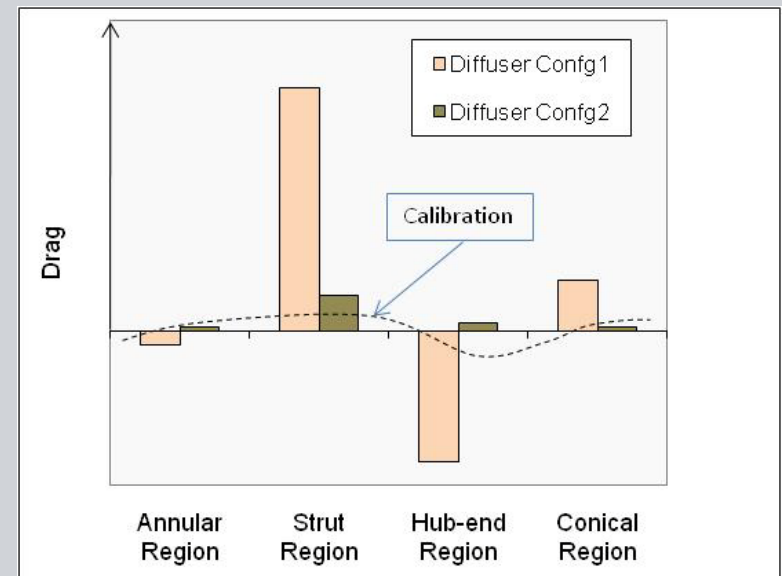 Diffuser Confg1
Diffuser Confg2
Calibration
Drag
Annular
Region
Strut
Region
Hub-end
Region
Conical
Region